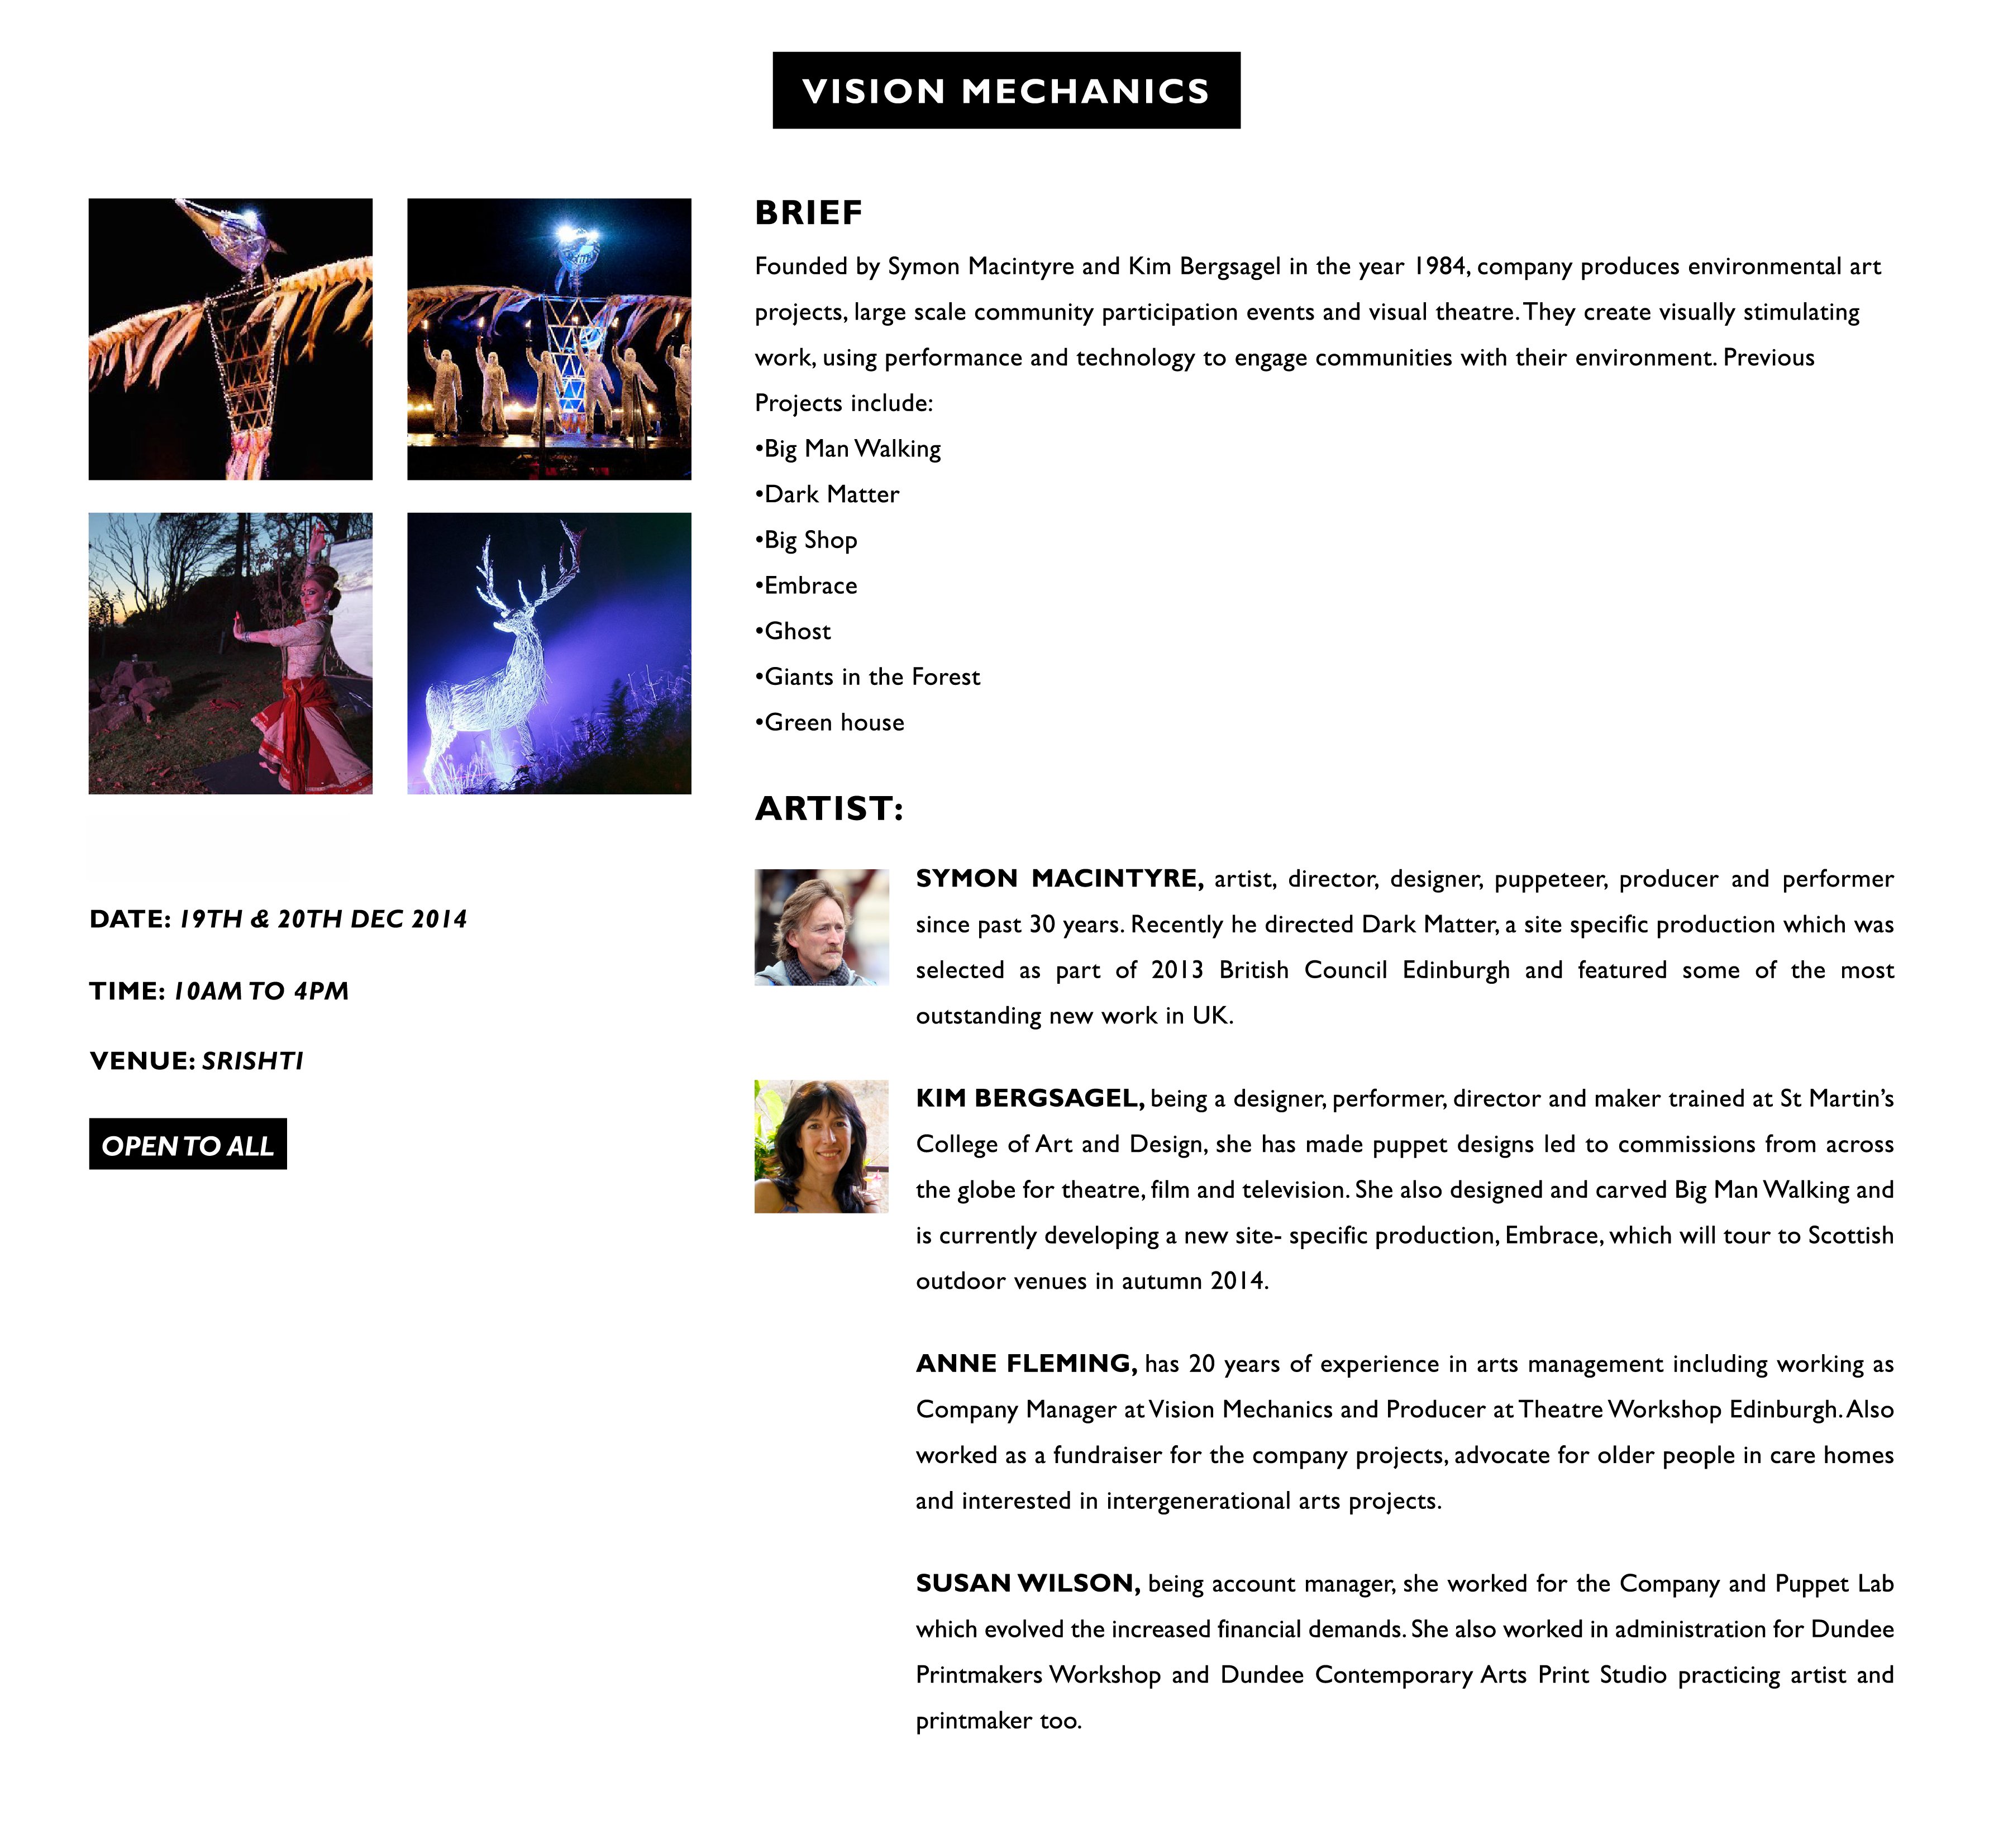 VISION MECHANICS
BRIEF
Founded by Symon Macintyre and Kim Bergsagel in the year 1984, company produces environmental art
projects, large scale community participation events and visual theatre. They create visually stimulating
work, using performance and technology to engage communities with their environment. Previous
Projects include:
•Big Man Walking
•Dark Matter
•Big Shop
•Embrace
•Ghost
•Giants in the Forest
•Green house
DATE: 19TH & 20TH DEC 2014
TIME: 10AM TO 4PM
VENUE: SRISHTI
OPEN TO ALL
ARTIST:
SYMON MACINTYRE, artist, director, designer, puppeteer, producer and performer
since past 30 years. Recently he directed Dark Matter, a site specific production which was
selected as part of 2013 British Council Edinburgh and featured some of the most
outstanding new work in UK.
KIM BERGSAGEL, being a designer, performer, director and maker trained at St Martin’s
College of Art and Design, she has made puppet designs led to commissions from across
the globe for theatre, film and television. She also designed and carved Big Man Walking and
is currently developing a new site- specific production, Embrace, which will tour to Scottish
outdoor venues in autumn 2014.
ANNE FLEMING, has 20 years of experience in arts management including working as
Company Manager at Vision Mechanics and Producer at Theatre Workshop Edinburgh. Also
worked as a fundraiser for the company projects, advocate for older people in care homes
and interested in intergenerational arts projects.
SUSAN WILSON, being account manager, she worked for the Company and Puppet Lab
which evolved the increased financial demands. She also worked in administration for Dundee
Printmakers Workshop and Dundee Contemporary Arts Print Studio practicing artist and
printmaker too.